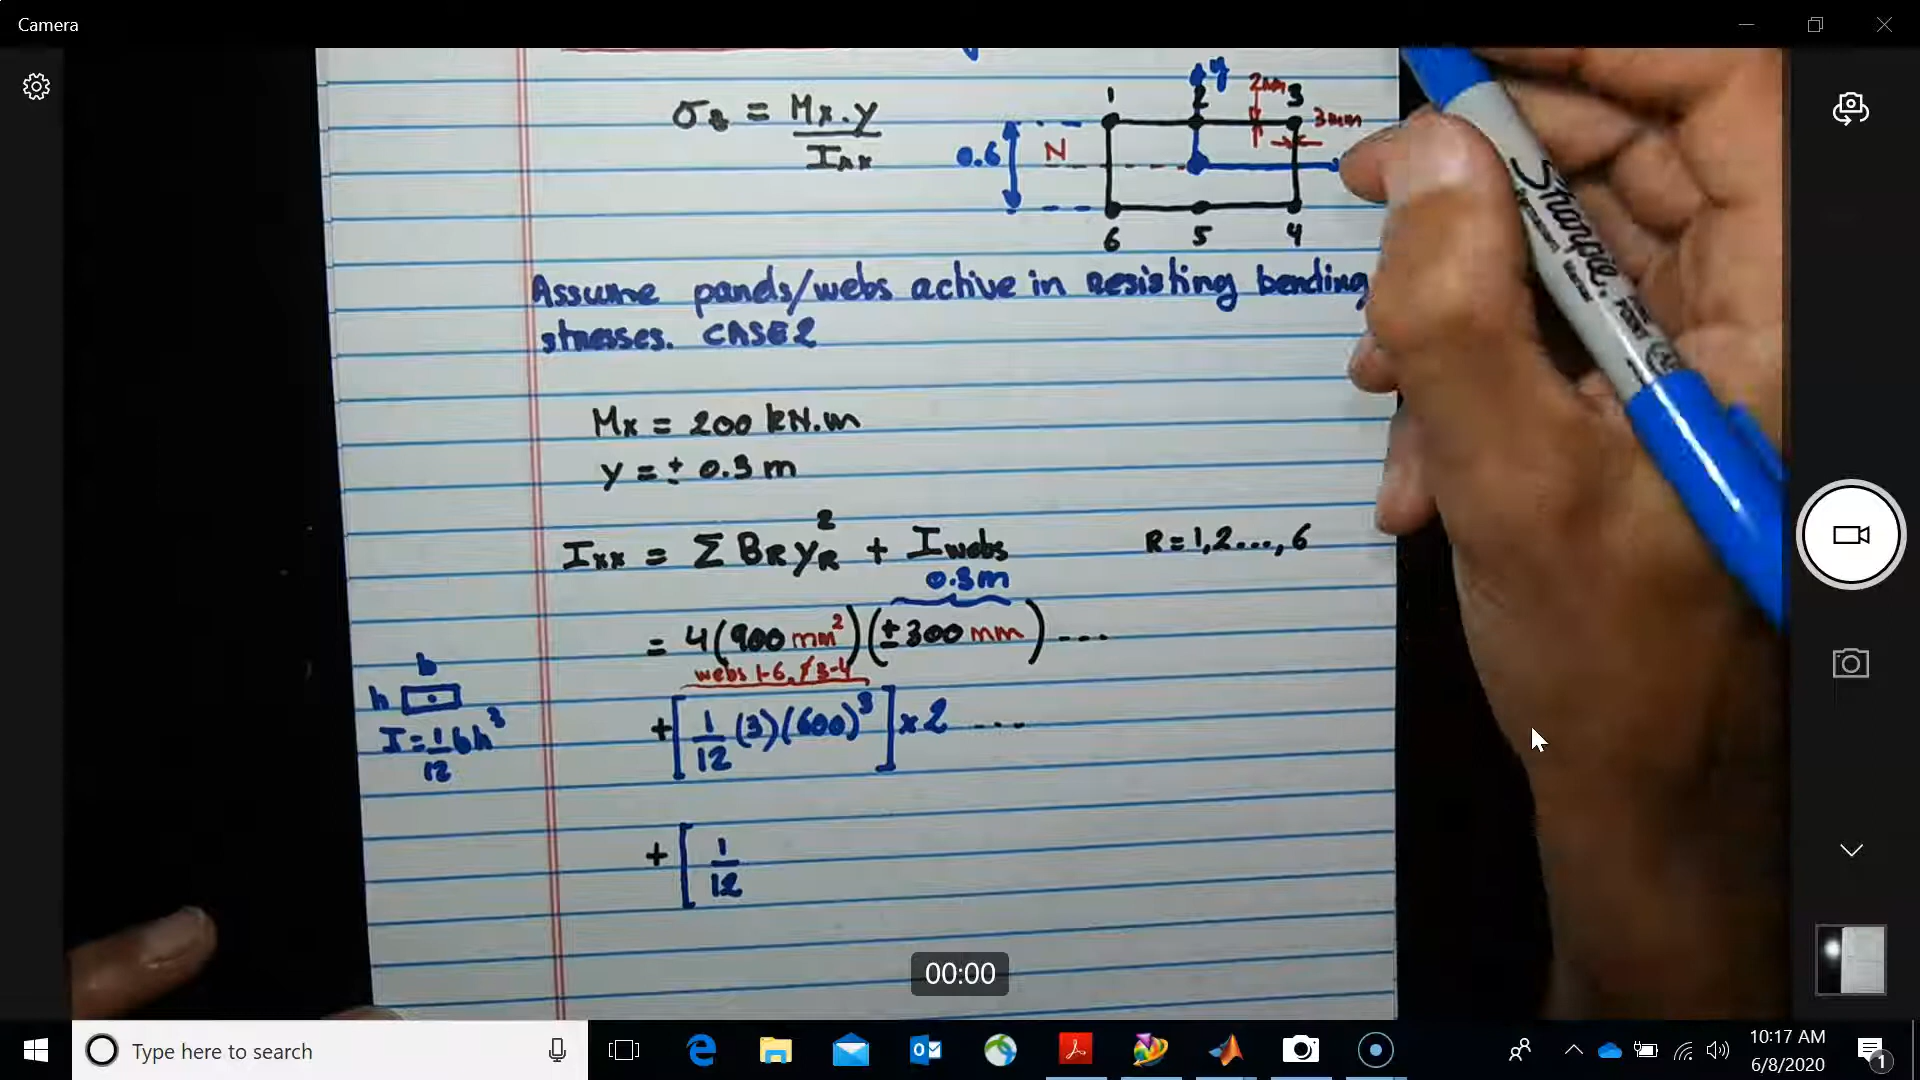 Camera
y
1 2 2mm 3
3mm
σz = Mx.y
Ixx
0.6 N
6 5 4
Assume panels/webs active in resisting bending
stresses. CASE 2
Mx = 200 kN.m
y = ± 0.3 m
Ixx = Σ BR yR² + Iwebs R = 1,2...,6
0.3m
= 4(900 mm²)(±300 mm) ...
webs 1-6, 3-4
b
h
+[1/12 (3)(600)³] x 2 ...
I = 1/12 bh³
+[1/12
Sharpie
00:00
Type here to search
10:17 AM
6/8/2020
1